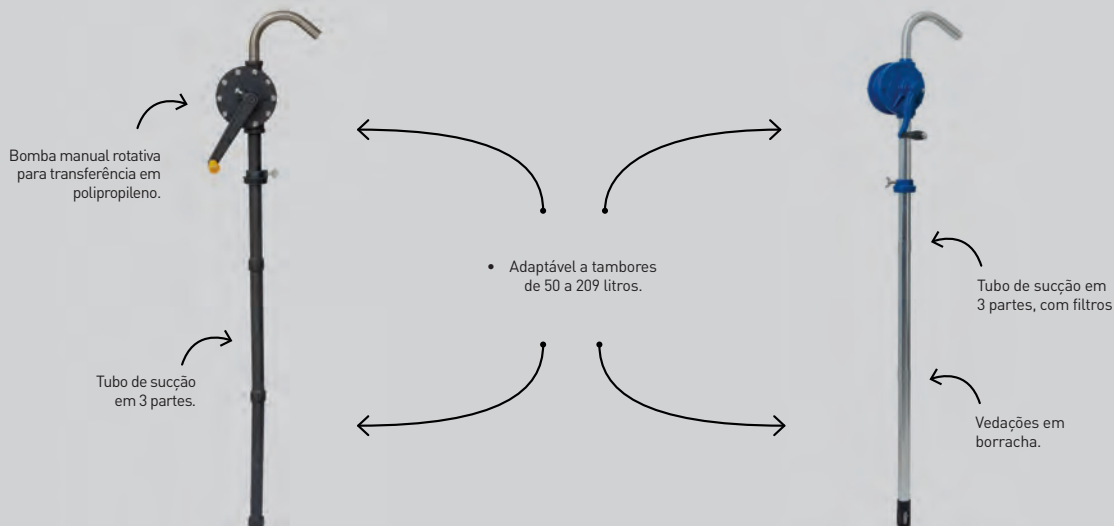 Bomba manual rotativa
para transferência em
polipropileno.
• Adaptável a tambores
de 50 a 209 litros.
Tubo de sucção em
3 partes, com filtros
Tubo de sucção
em 3 partes.
Vedações em
borracha.